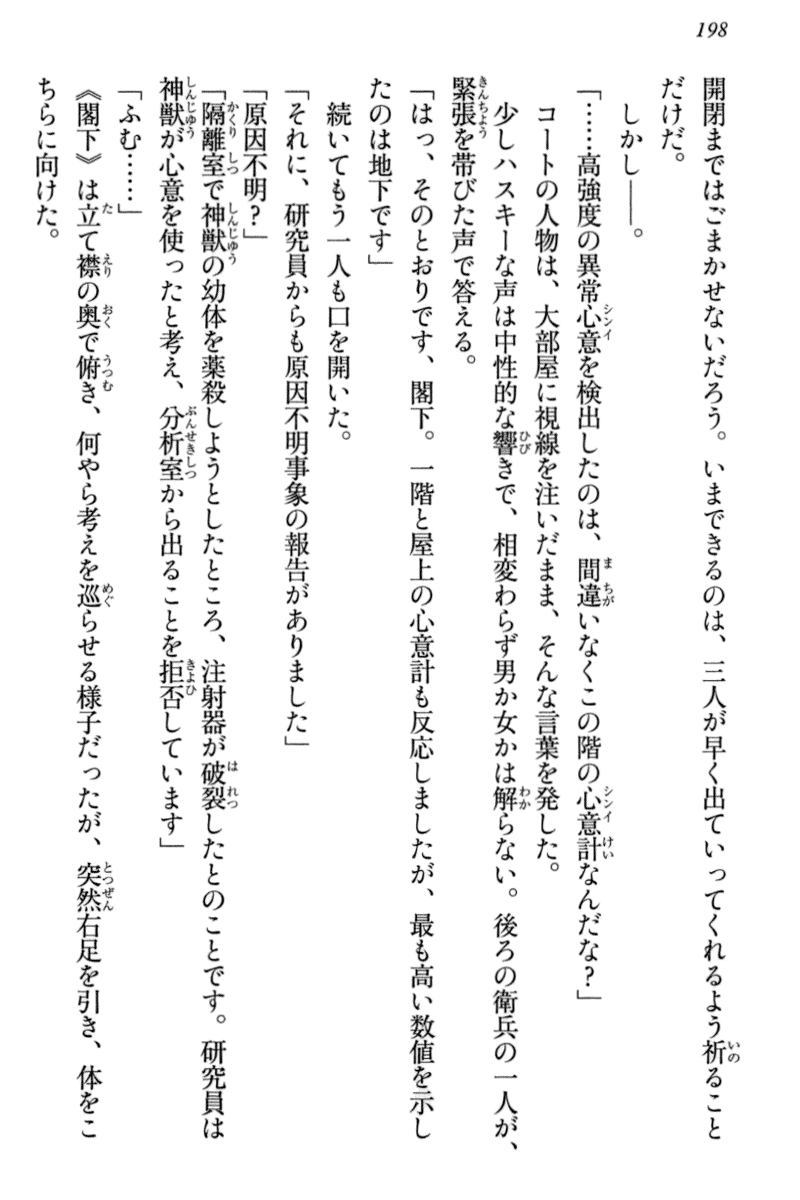 198
開閉まではごまかせないだろう。いまできるのは、三人が早く出ていってくれるよう祈ること
だけだ。
しかし――。
「……高強度の異常心意を検出したのは、間違いなくこの階の心意計なんだな？」
コートの人物は、大部屋に視線を注いだまま、そんな言葉を発した。
少しハスキーな声は中性的な響きで、相変わらず男か女かは解らない。後ろの衛兵の一人が、
緊張を帯びた声で答える。
「はっ、そのとおりです、閣下。一階と屋上の心意計も反応しましたが、最も高い数値を示し
たのは地下です」
続いてもう一人も口を開いた。
「それに、研究員からも原因不明事象の報告がありました」
「原因不明？」
「隔離室で神獣の幼体を薬殺しようとしたところ、注射器が破裂したとのことです。研究員は
神獣が心意を使ったと考え、分析室から出ることを拒否しています」
「ふむ……」
《閣下》は立て襟の奥で俯き、何やら考えを巡らせる様子だったが、突然右足を引き、体をこ
ちらに向けた。